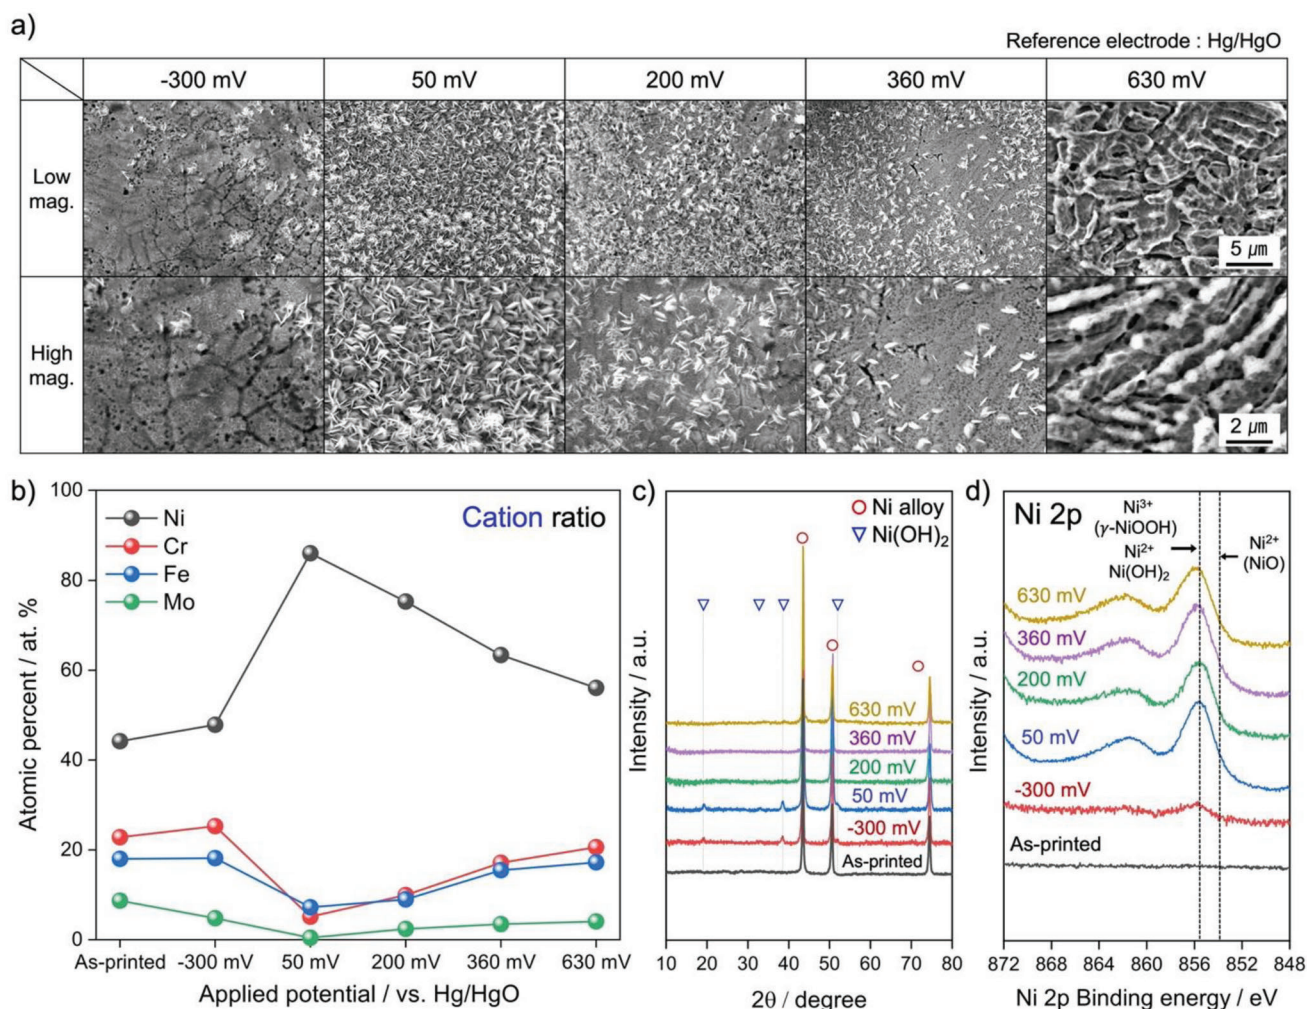 a)
Reference electrode : Hg/HgO
-300 mV 50 mV 200 mV 360 mV 630 mV
Low
mag.
5 ㎛
High
mag.
2 ㎛
b)
Cation ratio
Ni
Cr
Fe
Mo
Atomic percent / at. %
100
80
60
40
20
0
As-printed -300 mV 50 mV 200 mV 360 mV 630 mV
Applied potential / vs. Hg/HgO
c)
Ni alloy
Ni(OH)₂
Intensity / a.u.
630 mV
360 mV
200 mV
50 mV
-300 mV
As-printed
10 20 30 40 50 60 70 80
2θ / degree
d)
Ni 2p
Ni³⁺
(γ-NiOOH)
Ni²⁺
Ni(OH)₂
Ni²⁺
(NiO)
Intensity / a.u.
630 mV
360 mV
200 mV
50 mV
-300 mV
As-printed
872 868 864 860 856 852 848
Ni 2p Binding energy / eV